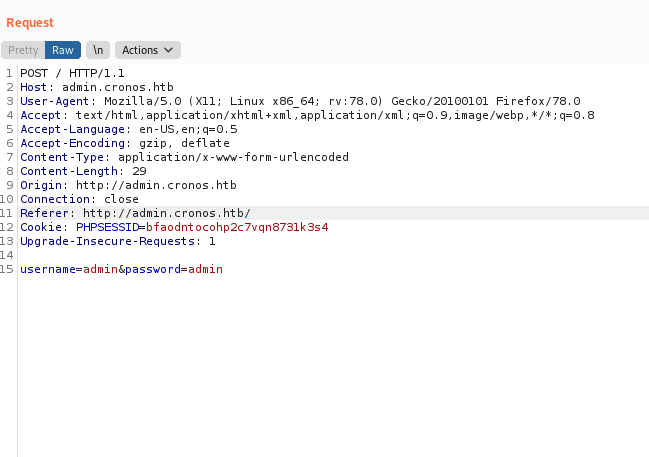 Request
Pretty Raw \n Actions
1 POST / HTTP/1.1
2 Host: admin.cronos.htb
3 User-Agent: Mozilla/5.0 (X11; Linux x86_64; rv:78.0) Gecko/20100101 Firefox/78.0
4 Accept: text/html,application/xhtml+xml,application/xml;q=0.9,image/webp,*/*;q=0.8
5 Accept-Language: en-US,en;q=0.5
6 Accept-Encoding: gzip, deflate
7 Content-Type: application/x-www-form-urlencoded
8 Content-Length: 29
9 Origin: http://admin.cronos.htb
10 Connection: close
11 Referer: http://admin.cronos.htb/
12 Cookie: PHPSESSID=bfaodntocohp2c7vqn8731k3s4
13 Upgrade-Insecure-Requests: 1
14
15 username=admin&password=admin